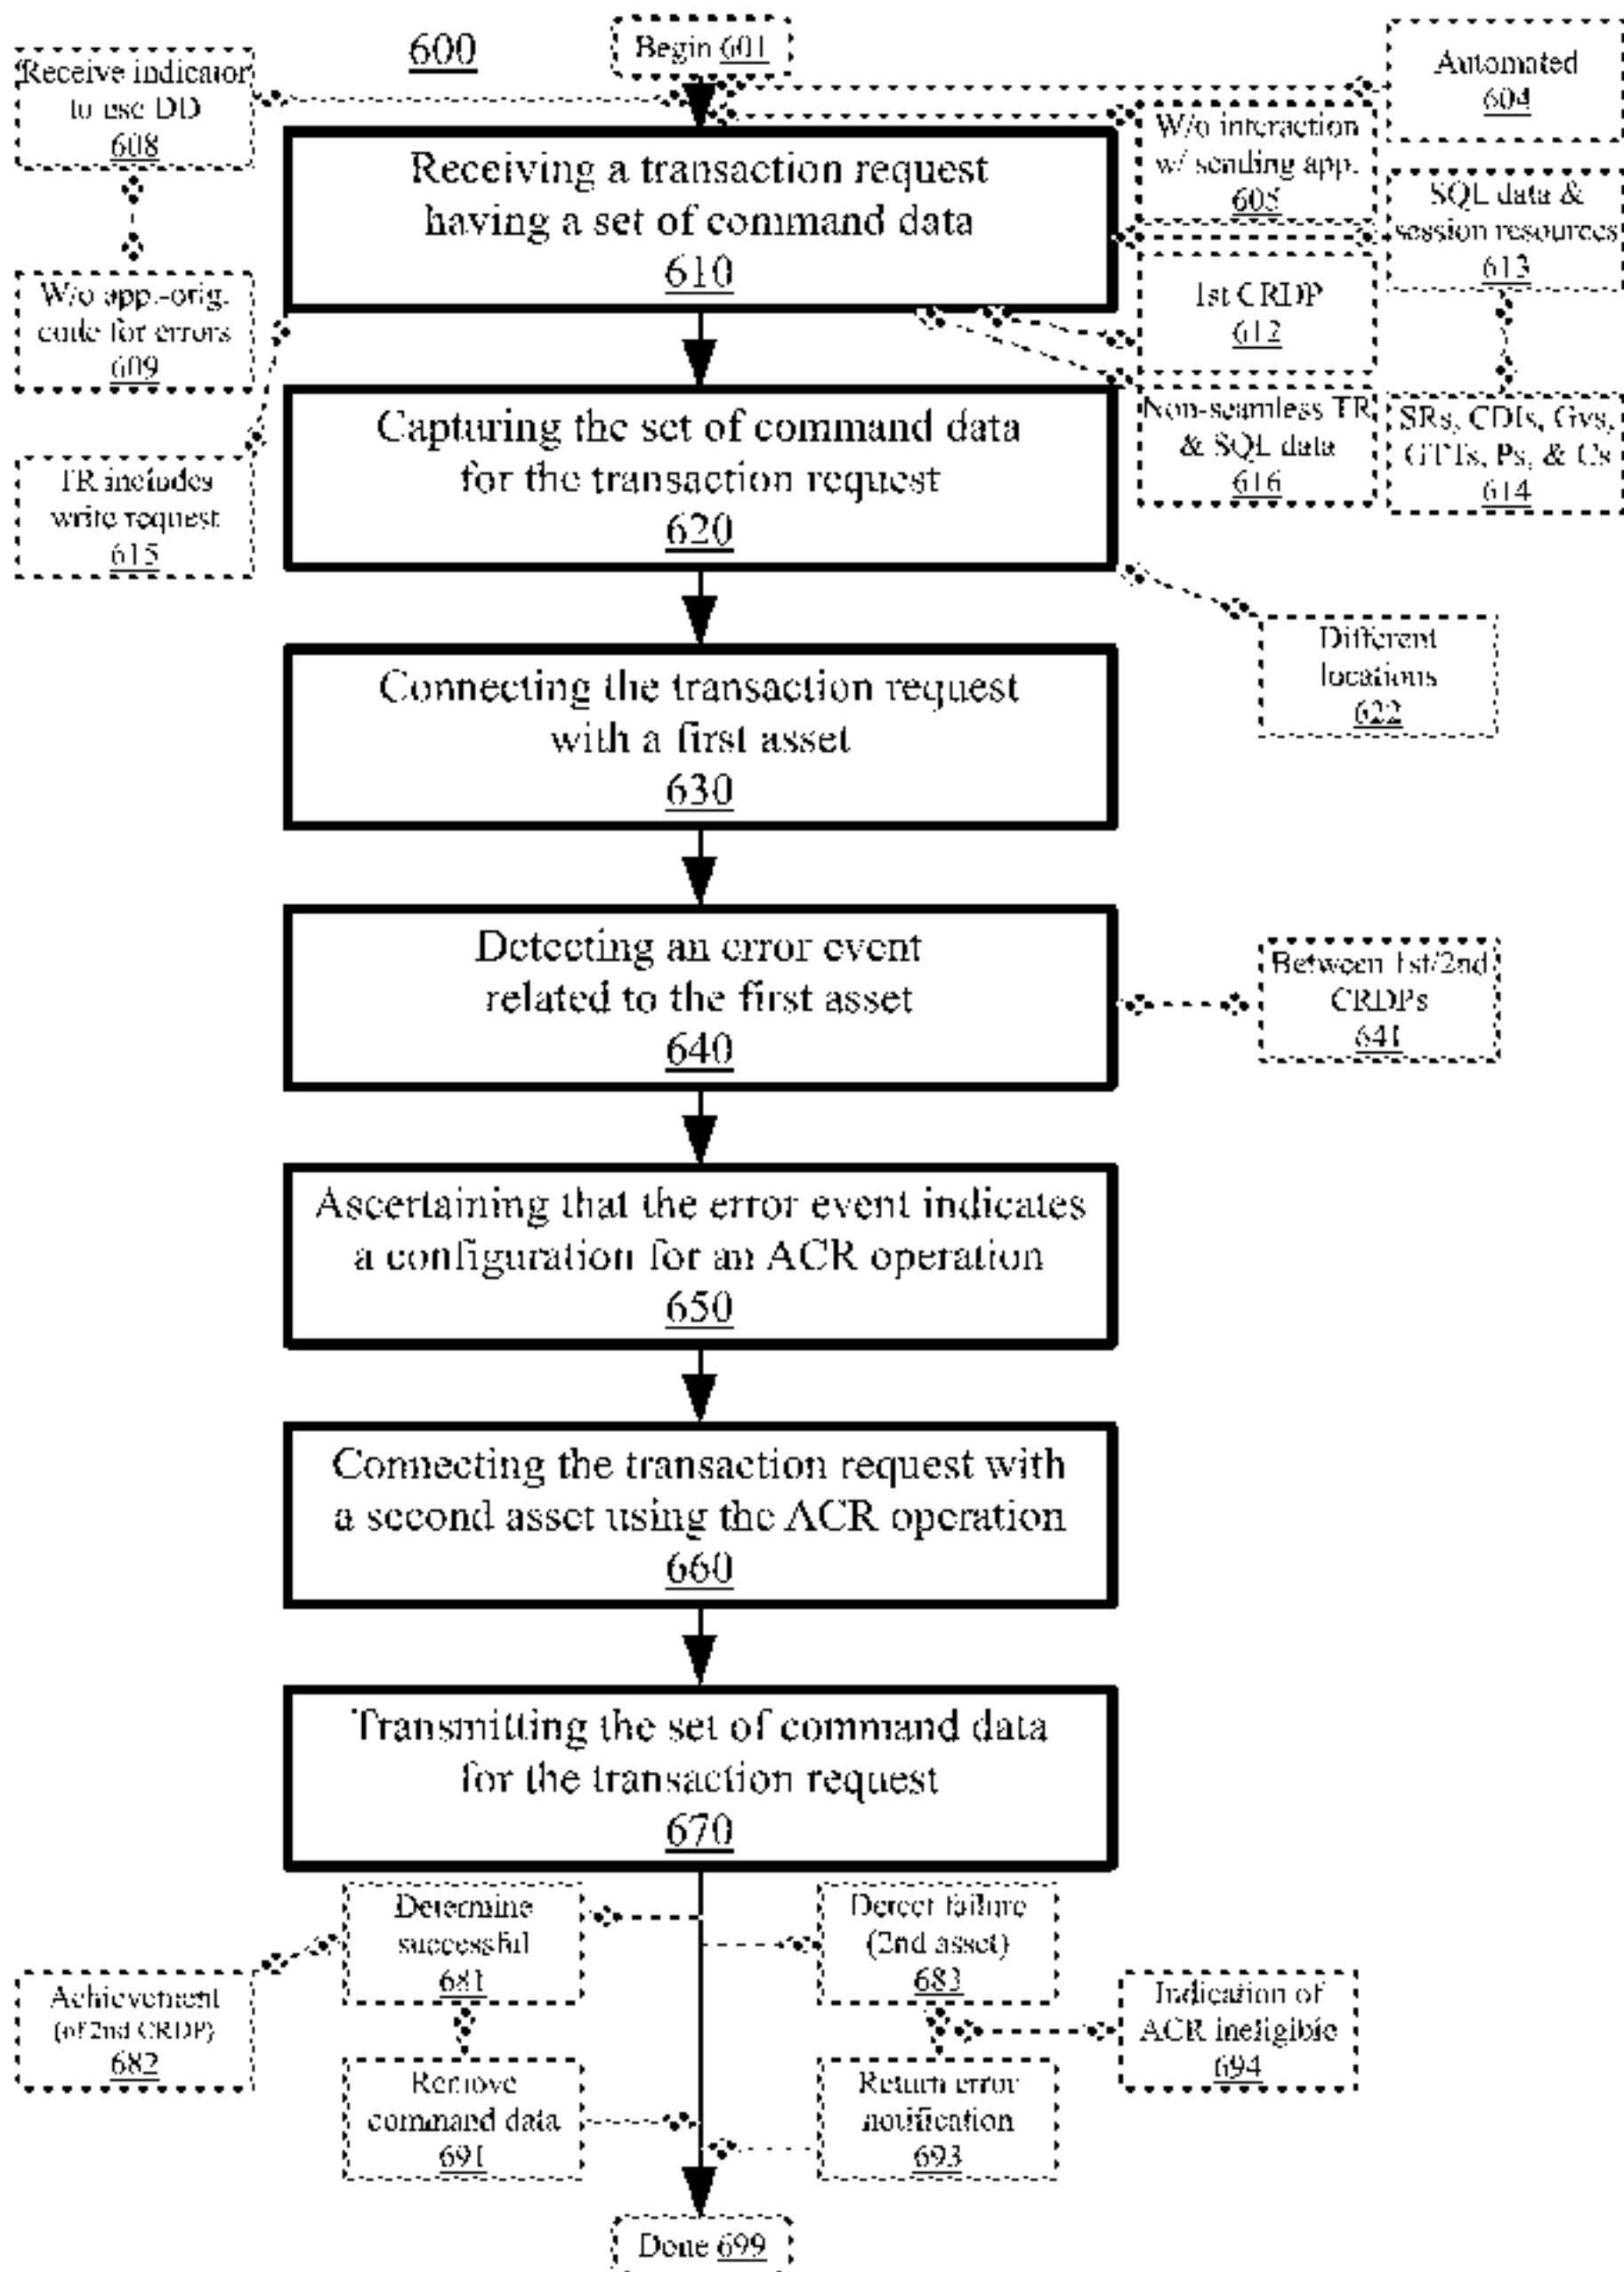 600
Begin 601
Receive indicator
to use DD
608
Automated
604
W/o interaction
w/ sending app.
605
Receiving a transaction request
having a set of command data
610
SQL data &
session resources
613
W/o app.-orig.
code for errors
609
1st CRDP
612
Capturing the set of command data
for the transaction request
620
Non-seamless TR
& SQL data
616
SRs, CDIs, Gvs,
GTTs, Ps, & Cs
614
TR includes
write request
615
Different
locations
622
Connecting the transaction request
with a first asset
630
Detecting an error event
related to the first asset
640
Between 1st/2nd
CRDPs
641
Ascertaining that the error event indicates
a configuration for an ACR operation
650
Connecting the transaction request with
a second asset using the ACR operation
660
Transmitting the set of command data
for the transaction request
670
Determine
successful
681
Detect failure
(2nd asset)
683
Achievement
(of 2nd CRDP)
682
Indication of
ACR ineligible
694
Remove
command data
691
Return error
notification
693
Done 699